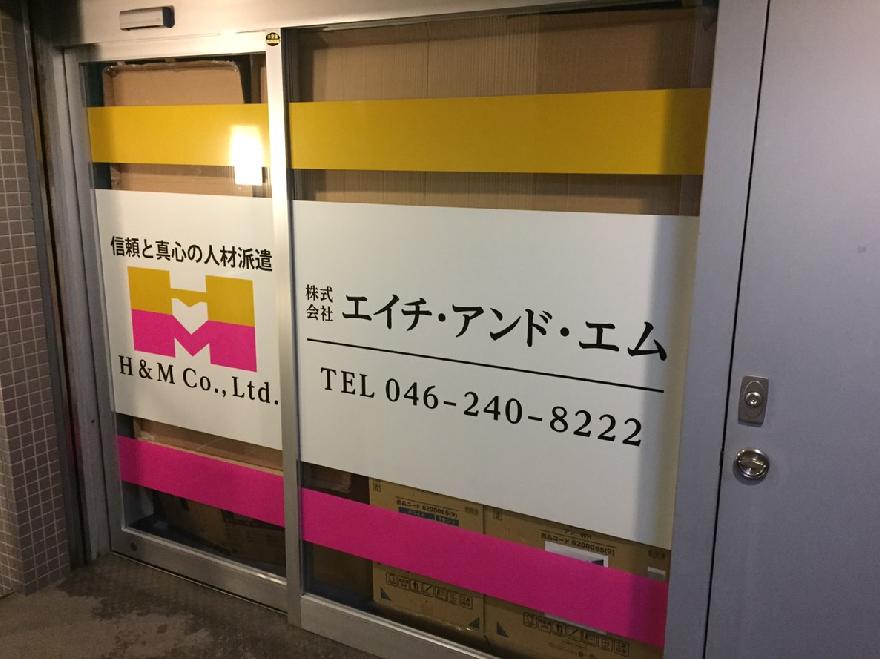 信頼と真心の人材派遣
H&M Co., Ltd.
株式
会社
エイチ・アンド・エム
TEL 046-240-8222